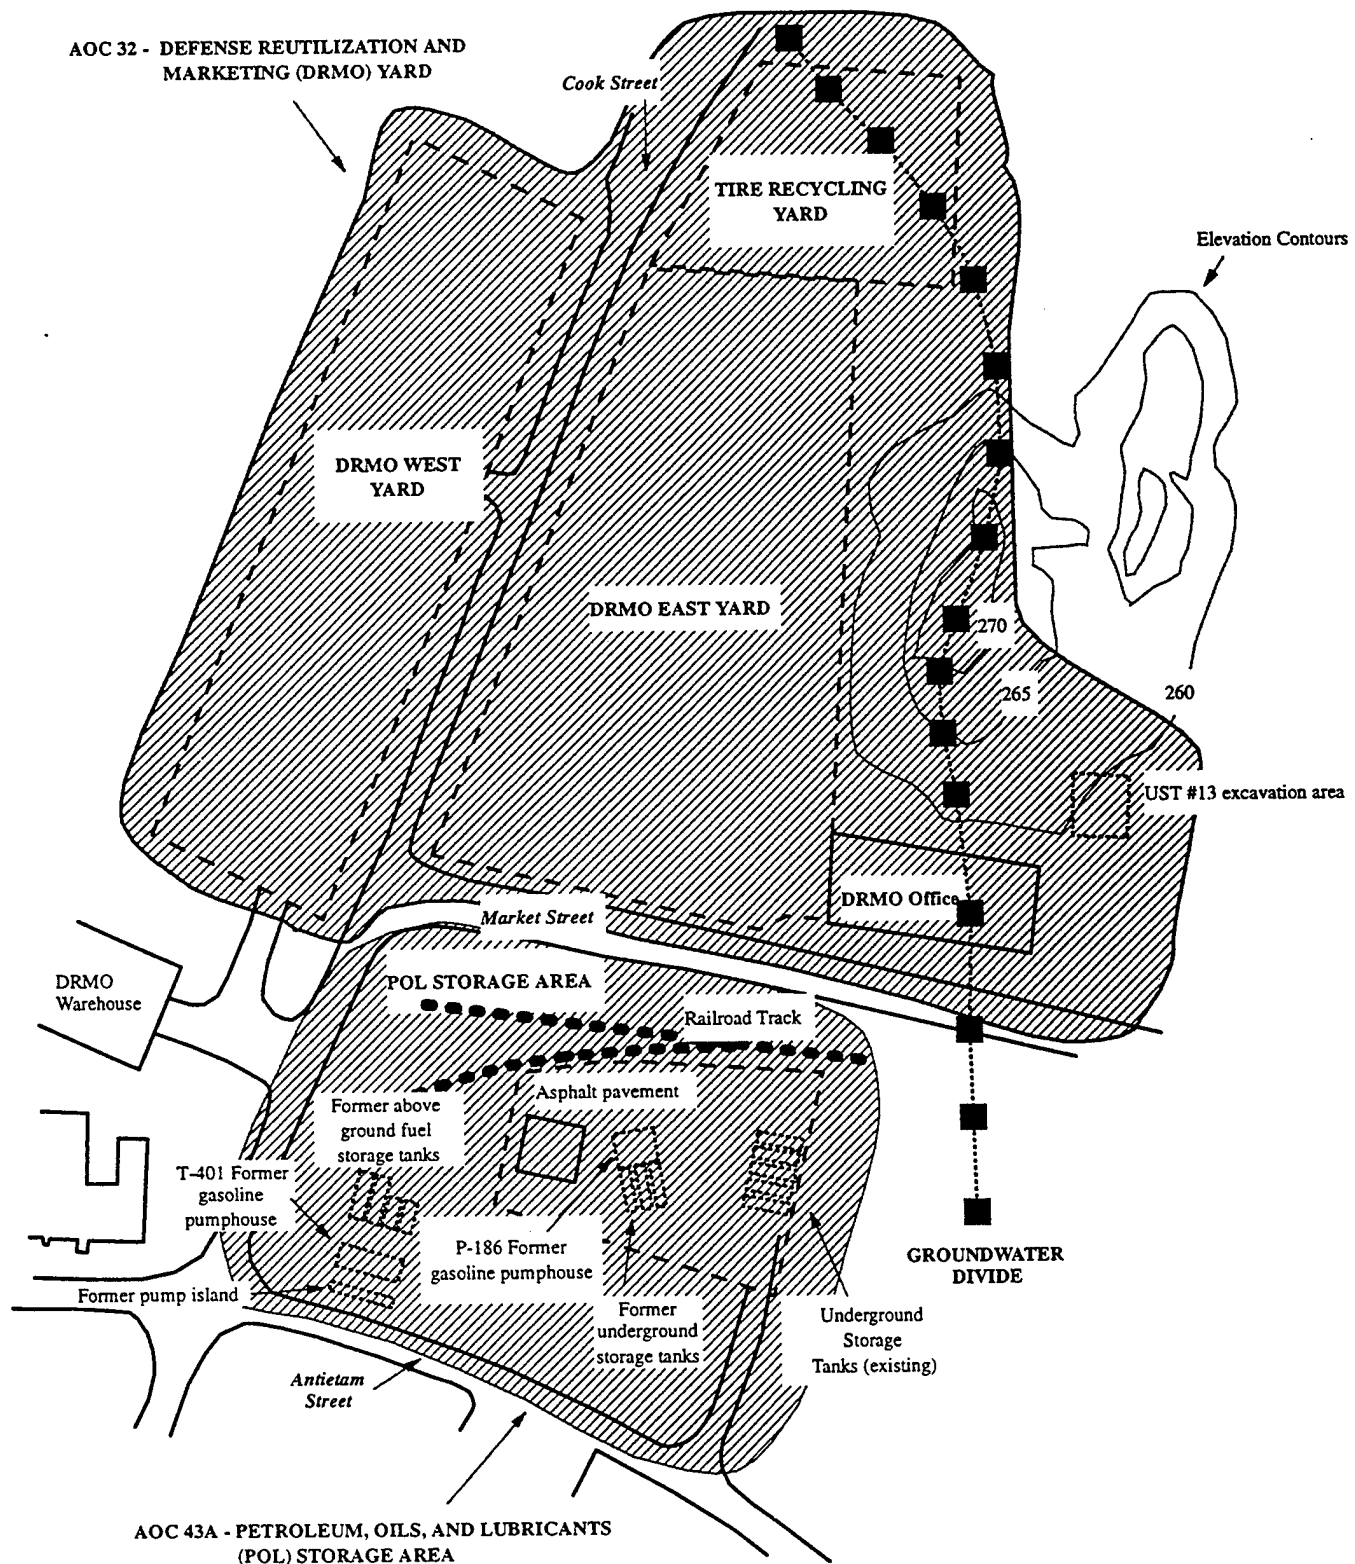 AOC 32 - DEFENSE REUTILIZATION AND
MARKETING (DRMO) YARD
Cook Street
TIRE RECYCLING
YARD
Elevation Contours
DRMO WEST
YARD
DRMO EAST YARD
270
265
260
UST #13 excavation area
DRMO Office
Market Street
DRMO
Warehouse
POL STORAGE AREA
Railroad Track
Asphalt pavement
Former above
ground fuel
storage tanks
T-401 Former
gasoline
pumphouse
P-186 Former
gasoline pumphouse
GROUNDWATER
DIVIDE
Former pump island
Former
underground
storage tanks
Underground
Storage
Tanks (existing)
Antietam
Street
AOC 43A - PETROLEUM, OILS, AND LUBRICANTS
(POL) STORAGE AREA